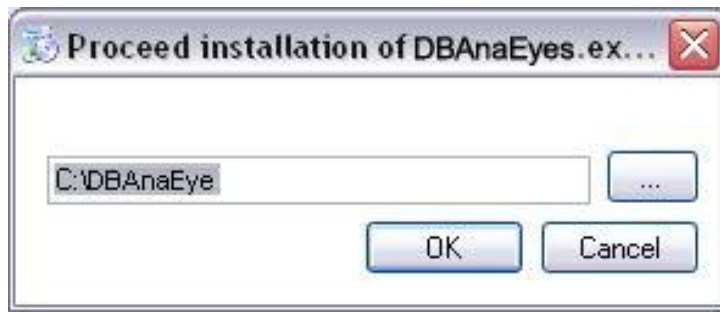 Proceed installation of DBAnaEyes.ex...
C:\DBAnaEye
...
OK
Cancel